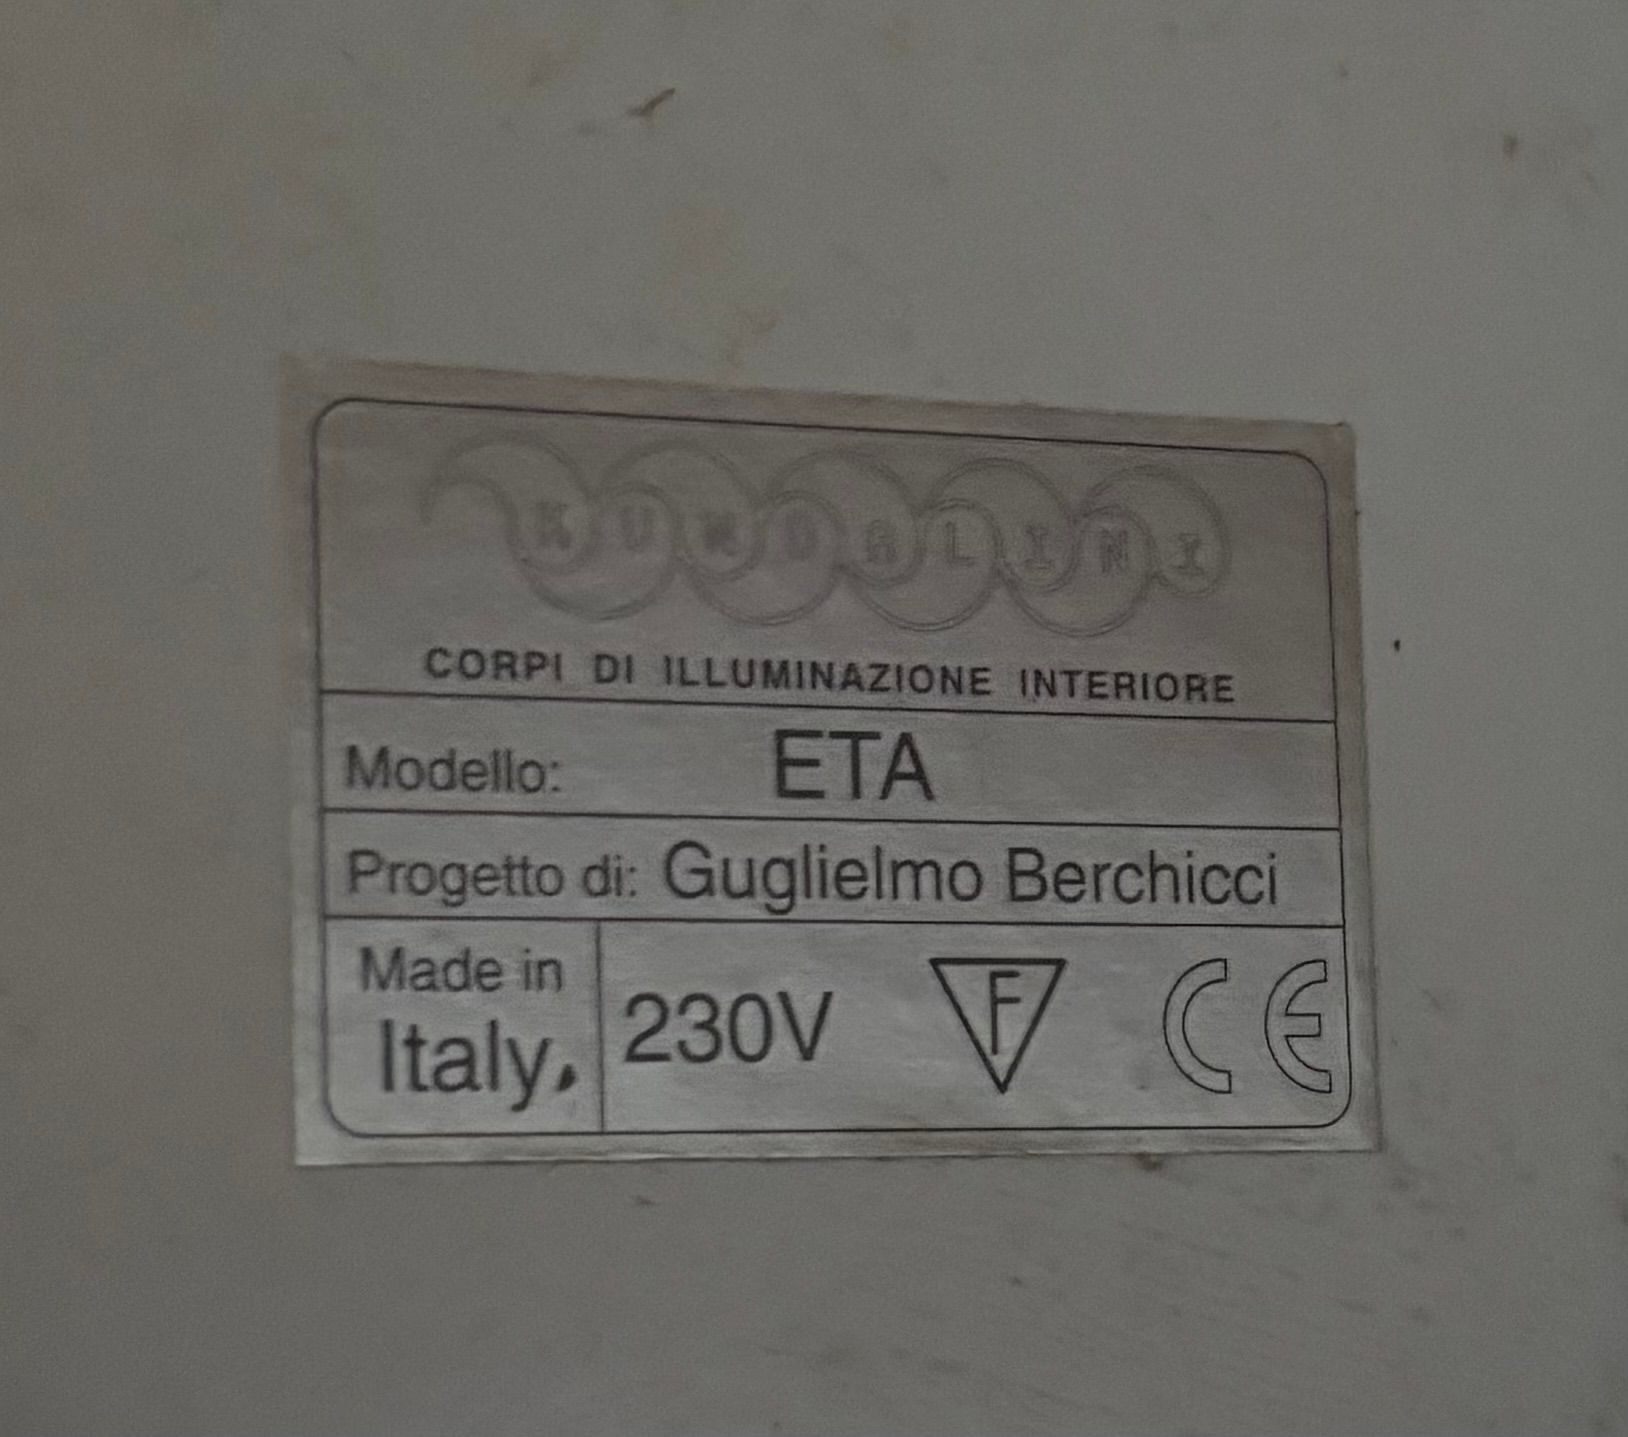 KUNDALINI
CORPI DI ILLUMINAZIONE INTERIORE
Modello: ETA
Progetto di: Guglielmo Berchicci
Made in
Italy.
230V F CE